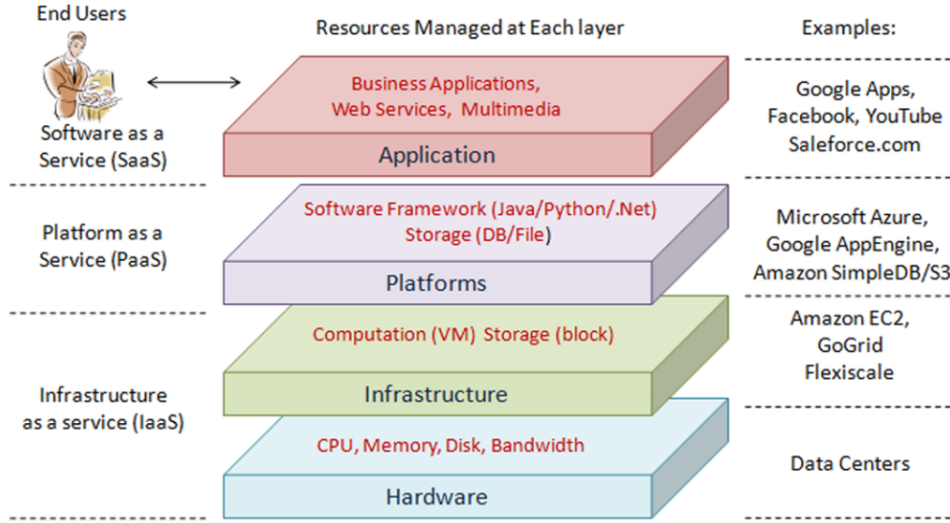 End Users
Resources Managed at Each layer
Examples:
Business Applications,
Web Services, Multimedia
Application
Software as a
Service (SaaS)
Google Apps,
Facebook, YouTube
Saleforce.com
Software Framework (Java/Python/.Net)
Storage (DB/File)
Platforms
Platform as a
Service (PaaS)
Microsoft Azure,
Google AppEngine,
Amazon SimpleDB/S3
Computation (VM) Storage (block)
Infrastructure
Amazon EC2,
GoGrid
Flexiscale
Infrastructure
as a service (IaaS)
CPU, Memory, Disk, Bandwidth
Hardware
Data Centers